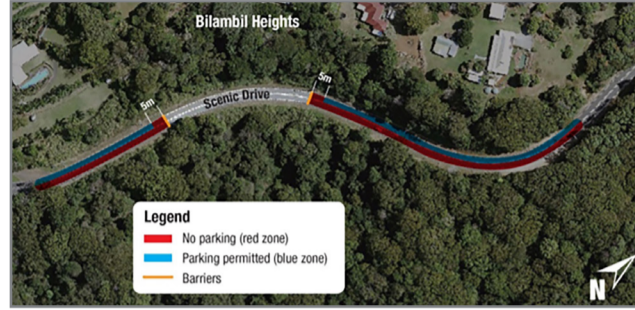 Bilambil Heights
5m
5m
Scenic Drive
Legend
No parking (red zone)
Parking permitted (blue zone)
Barriers
N